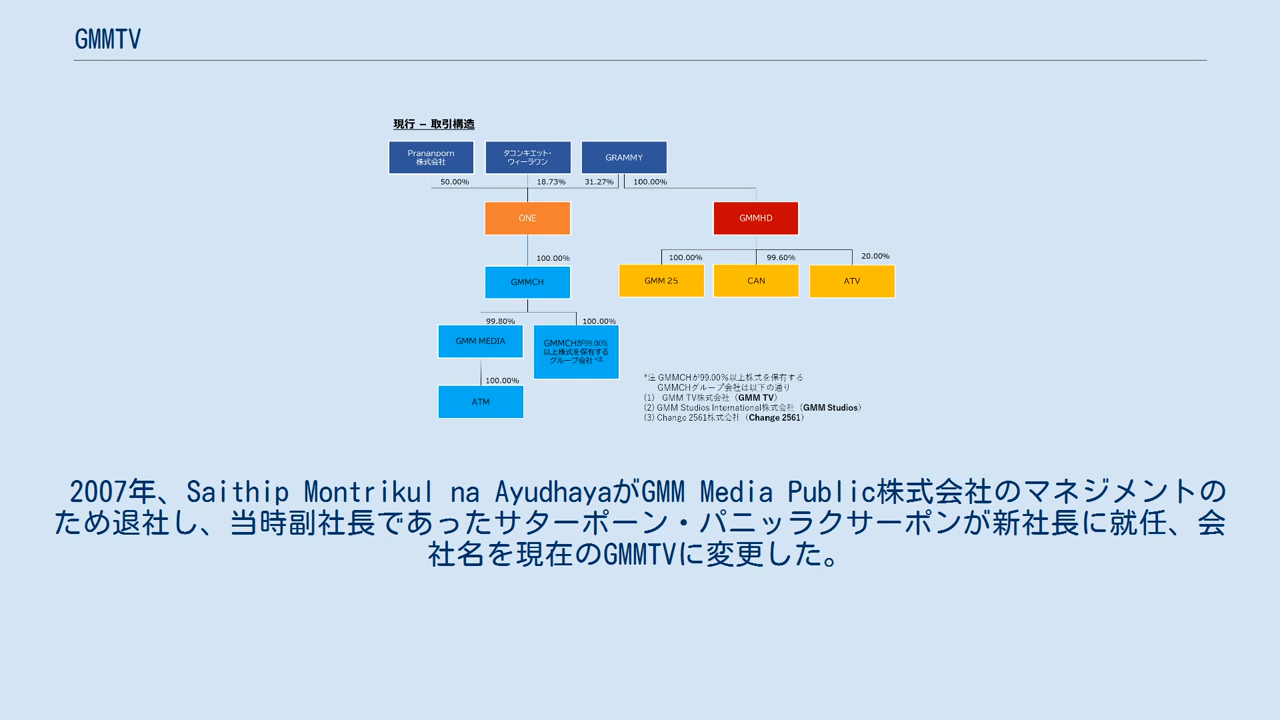 GMMTV
現行 – 取引構造
Prananporn
株式会社
タコンキエット・
ウィーラワン
GRAMMY
50.00%
18.73%
31.27%
100.00%
ONE
GMMHD
100.00%
100.00%
99.60%
20.00%
GMMCH
GMM 25
CAN
ATV
99.80%
100.00%
GMM MEDIA
GMMCHが99.00%
以上株式を保有する
グループ会社*注
100.00%
ATM
*注 GMMCHが99.00%以上株式を保有する
GMMCHグループ会社は以下の通り
(1) GMM TV株式会社（GMM TV）
(2) GMM Studios International株式会社（GMM Studios）
(3) Change 2561株式会社（Change 2561）
2007年、Saithip Montrikul na AyudhayaがGMM Media Public株式会社のマネジメントの
ため退社し、当時副社長であったサターポーン・パニッラクサーポンが新社長に就任、会
社名を現在のGMMTVに変更した。